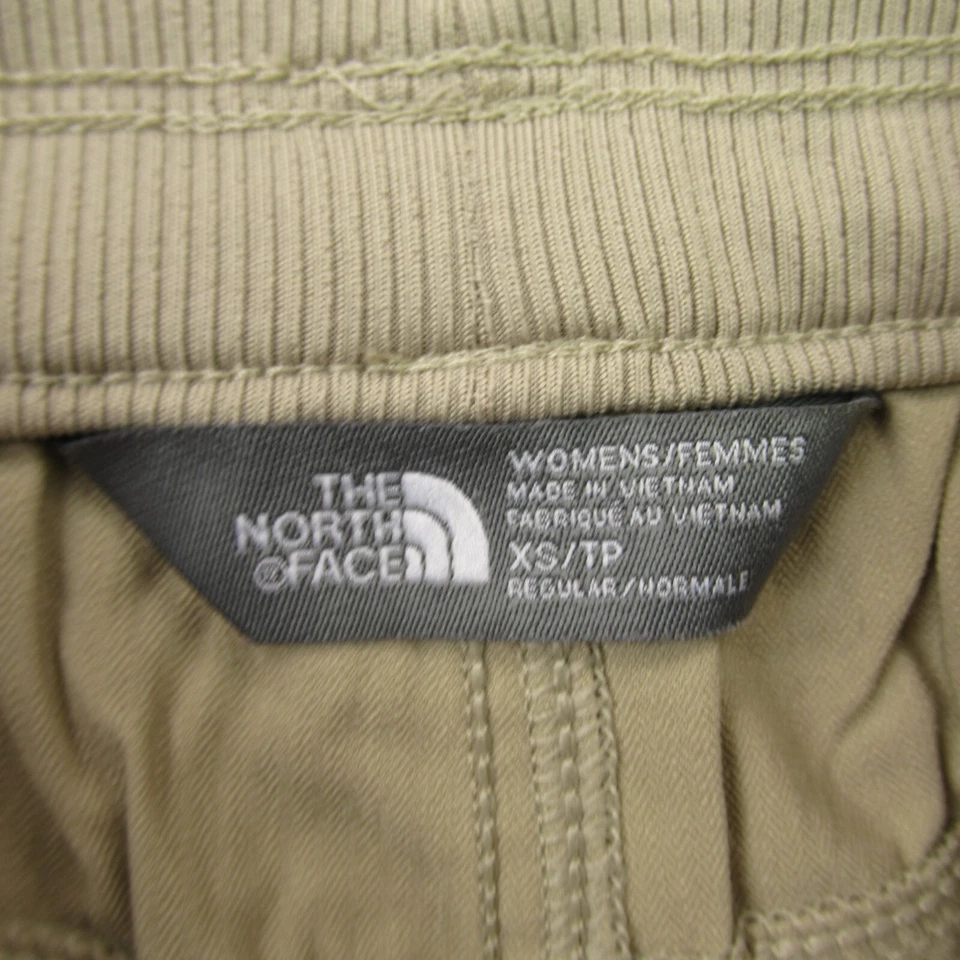 THE
NORTH
®FACE
WOMENS/FEMMES
MADE IN VIETNAM
FABRIQUE AU VIETNAM
XS/TP
REGULAR/NORMALE